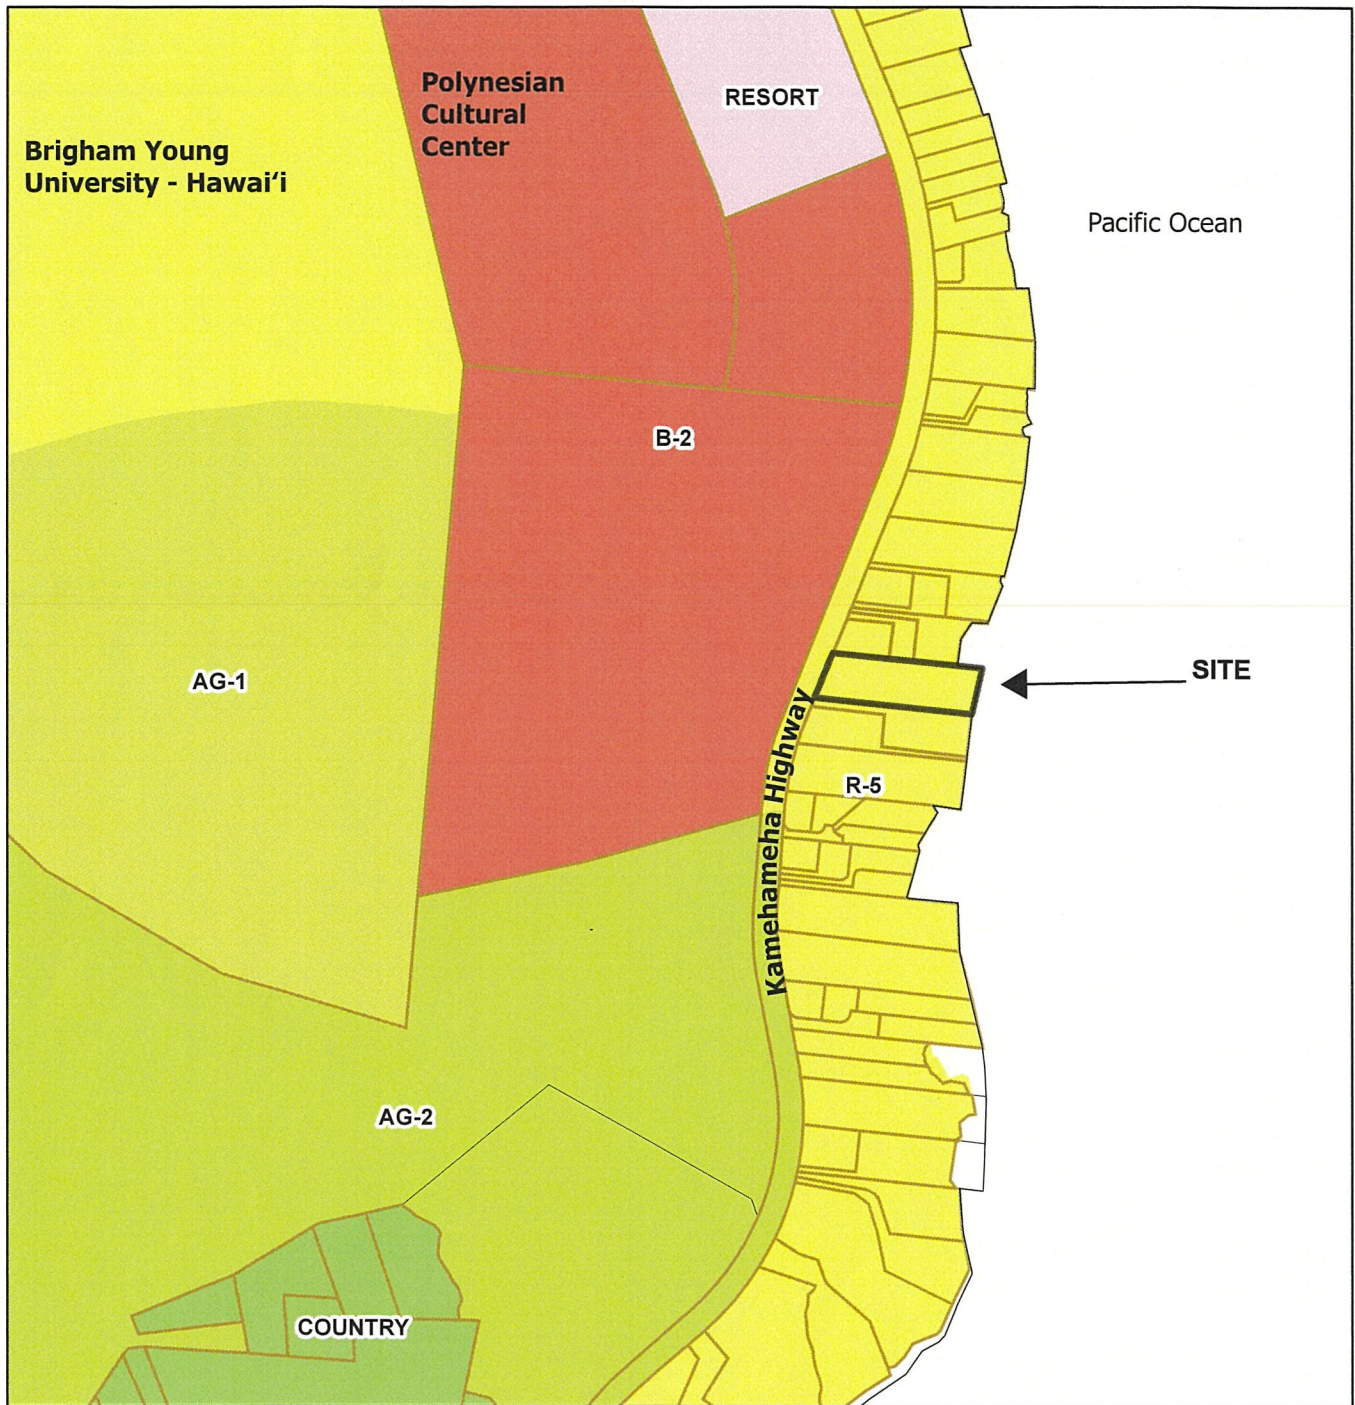 Polynesian
Cultural
Center
RESORT
Brigham Young
University - Hawaiʻi
Pacific Ocean
B-2
AG-1
SITE
Kamehameha Highway
R-5
AG-2
COUNTRY